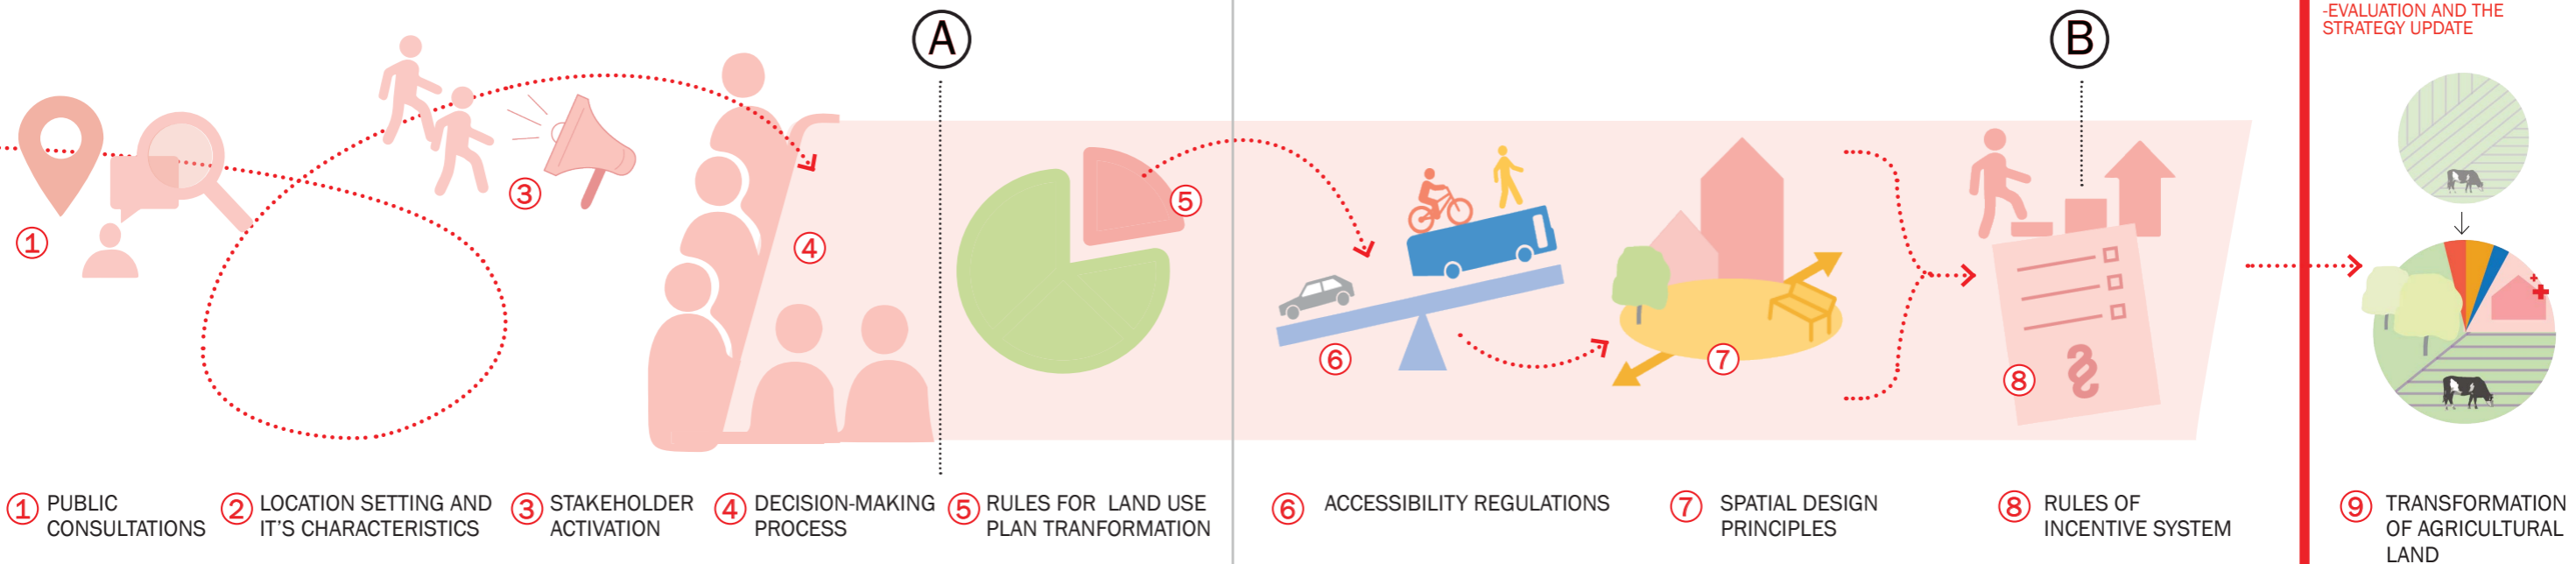 -EVALUATION AND THE
STRATEGY UPDATE
A
B
1
3
4
5
6
7
8
§
1 PUBLIC
CONSULTATIONS
2 LOCATION SETTING AND
IT'S CHARACTERISTICS
3 STAKEHOLDER
ACTIVATION
4 DECISION-MAKING
PROCESS
5 RULES FOR LAND USE
PLAN TRANFORMATION
6 ACCESSIBILITY REGULATIONS
7 SPATIAL DESIGN
PRINCIPLES
8 RULES OF
INCENTIVE SYSTEM
9 TRANSFORMATION
OF AGRICULTURAL
LAND